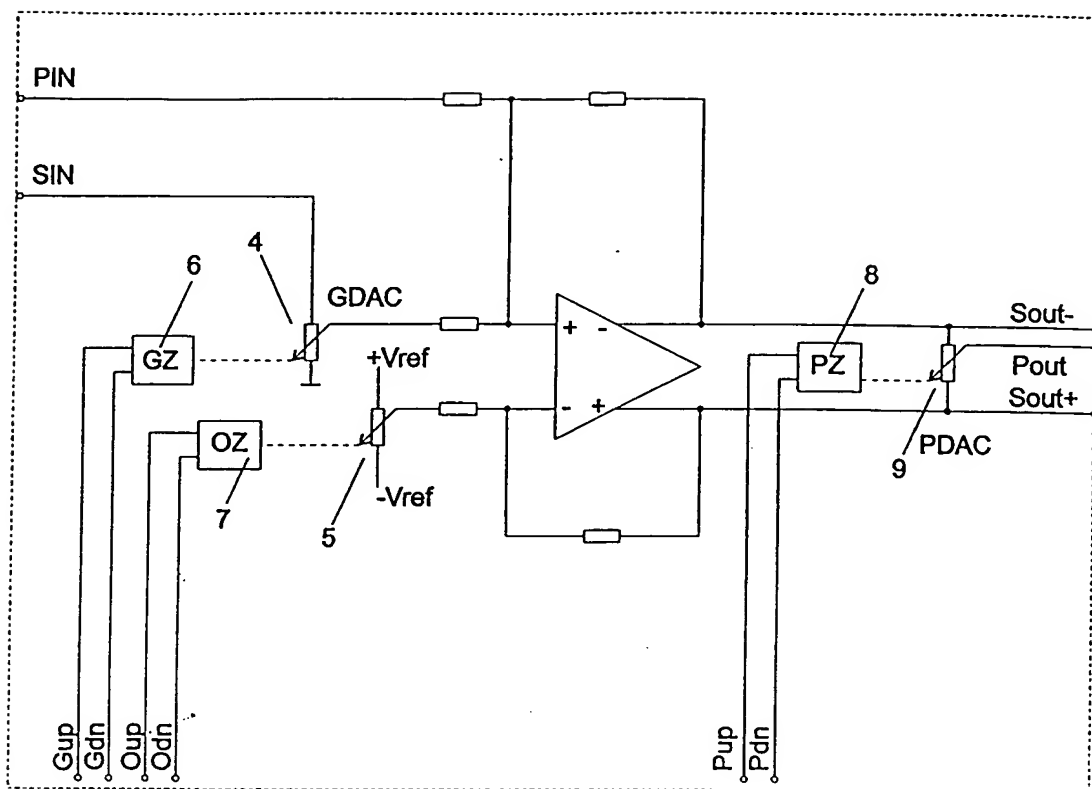 PIN
SIN
4
6
GDAC
8
Sout-
GZ
+Vref
PZ
Pout
+ -
- +
Sout+
OZ
PDAC
9
-Vref
7
5
Gup
Gdn
Oup
Odn
Pup
Pdn